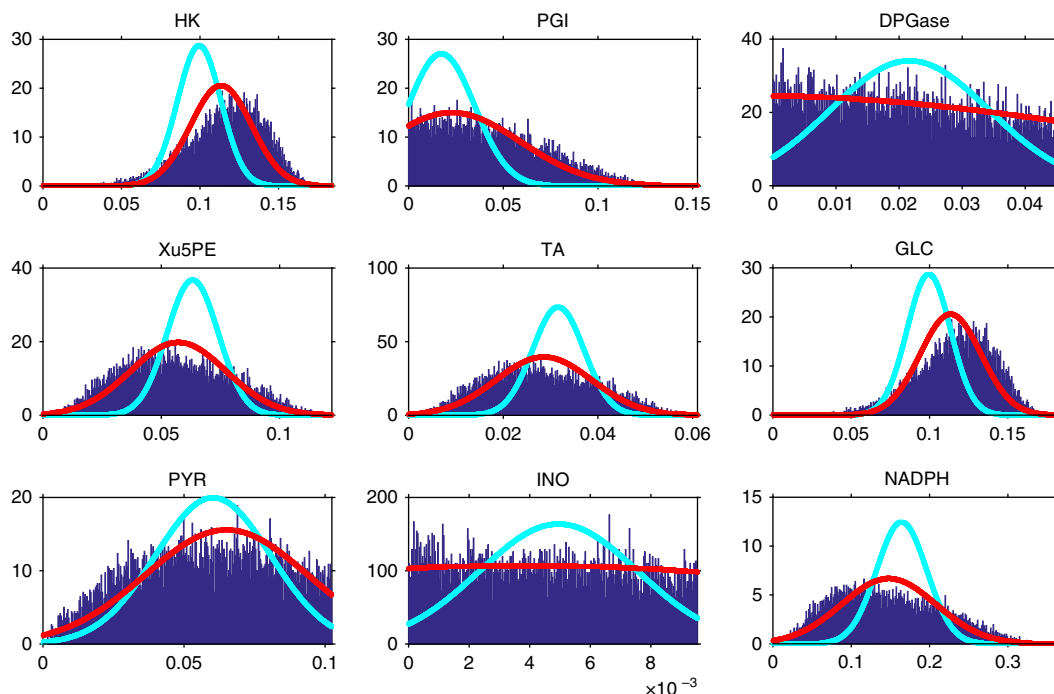 HK PGI DPGase
30 30 40
20 20
20
10 10
0 0 0
0 0.05 0.1 0.15 0 0.05 0.1 0.15 0 0.01 0.02 0.03 0.04
Xu5PE TA GLC
40 100 30
20
20 50
10
0 0 0
0 0.05 0.1 0 0.02 0.04 0.06 0 0.05 0.1 0.15
PYR INO NADPH
20 200 15
10
10 100
5
0 0 0
0 0.05 0.1 0 2 4 6 8 0 0.1 0.2 0.3
×10⁻³